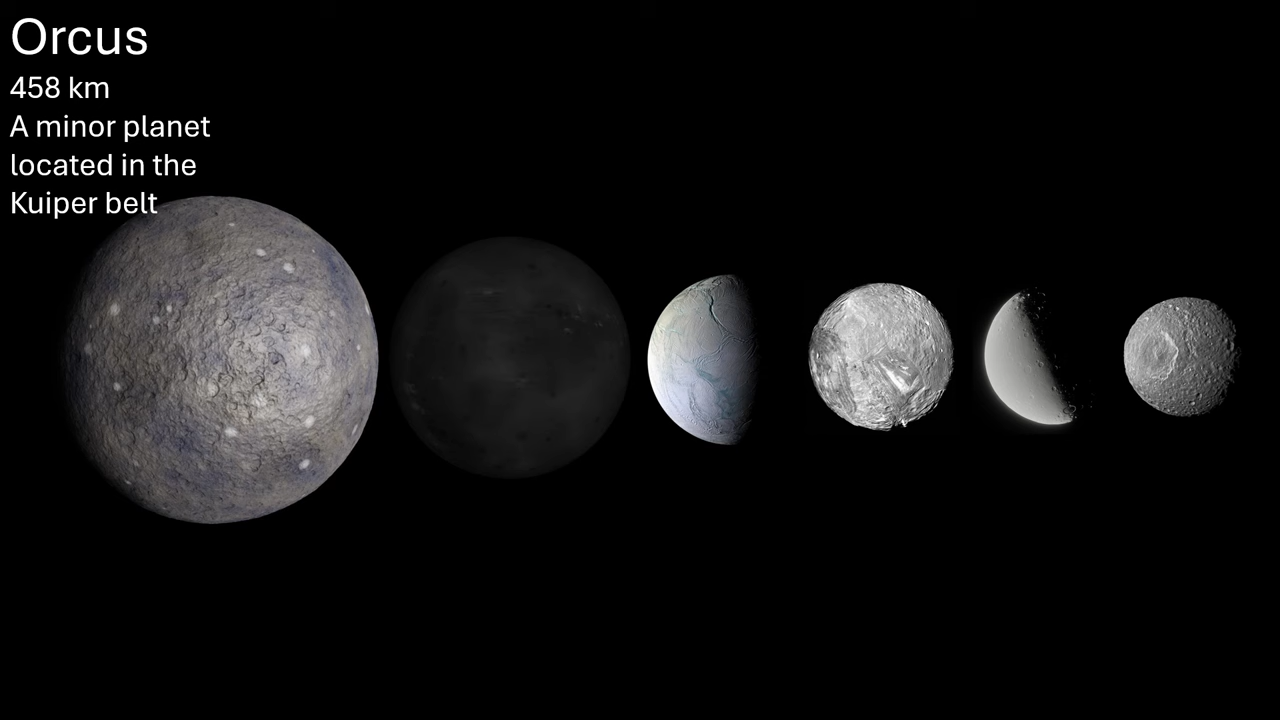 Orcus
458 km
A minor planet
located in the
Kuiper belt